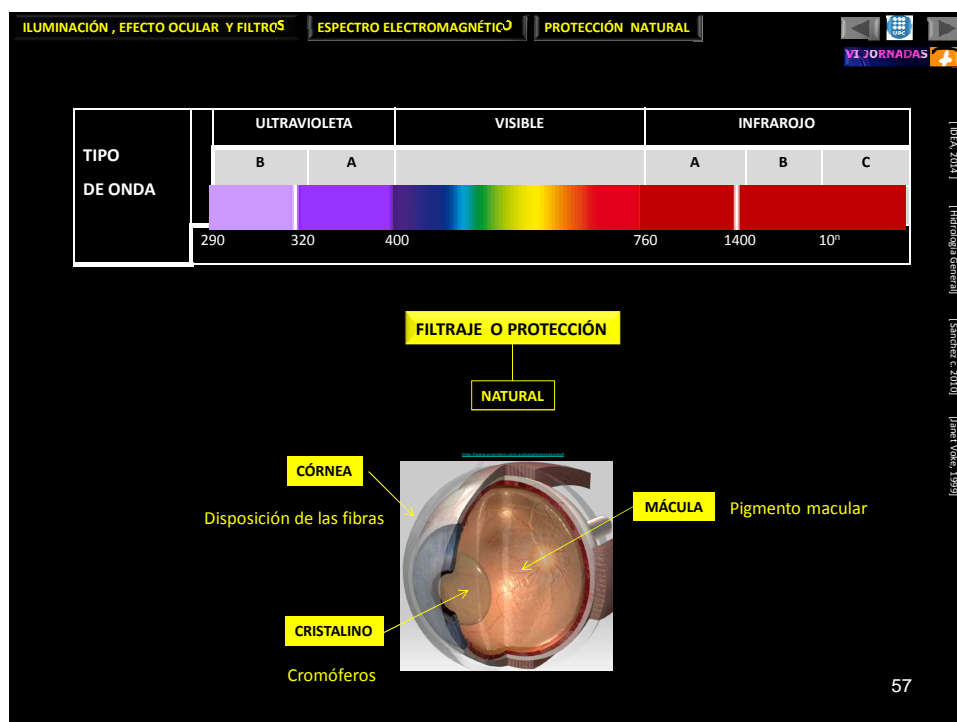 ILUMINACIÓN , EFECTO OCULAR Y FILTROS
ESPECTRO ELECTROMAGNÉTICO
PROTECCIÓN NATURAL
UPC
VI JORNADAS
TIPO
DE ONDA
ULTRAVIOLETA
VISIBLE
INFRAROJO
B
A
A
B
C
290
320
400
760
1400
10ⁿ
[ IDEA, 2014 ]
[ Hidrología General]
[ Sánchez c. 2010]
[Janet Voke, 1999]
FILTRAJE O PROTECCIÓN
NATURAL
CÓRNEA
Disposición de las fibras
MÁCULA
Pigmento macular
CRISTALINO
Cromóferos
57